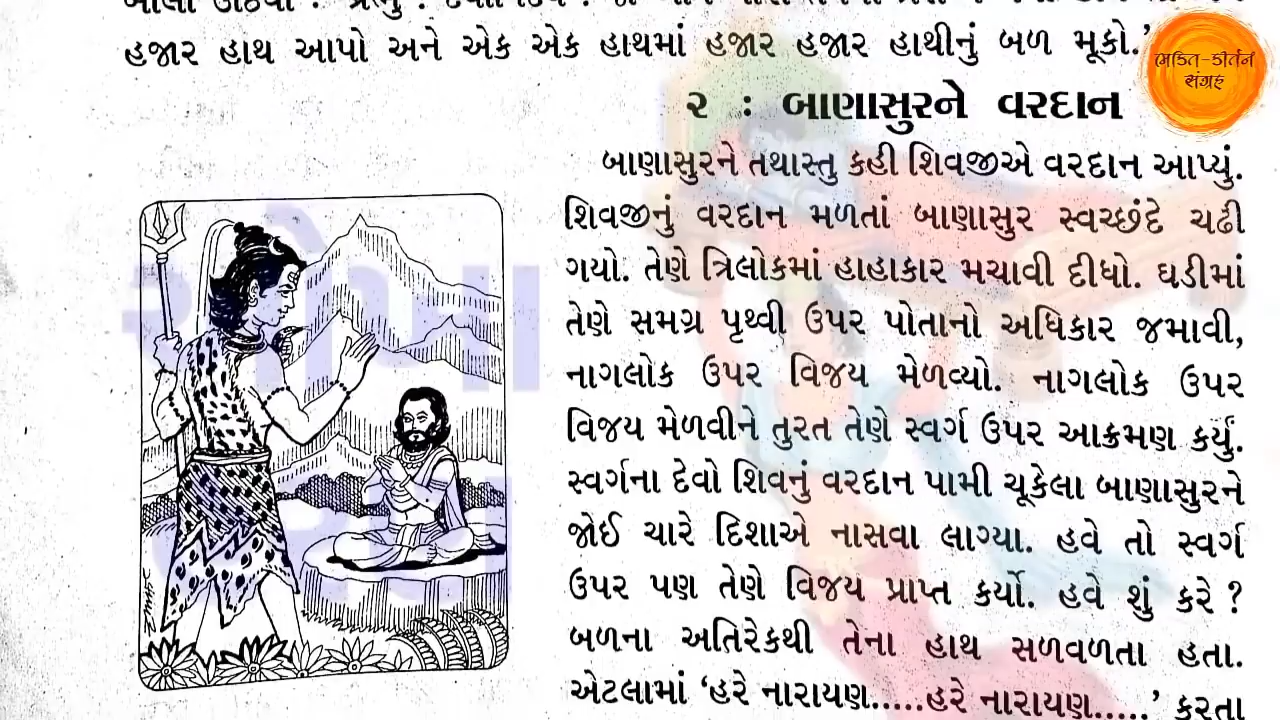 હજાર હાથ આપો અને એક એક હાથમાં હજાર હજાર હાથીનું બળ મૂકો.'
ભક્તિ-કીર્તન
સંગ્રહ
૨ : બાણાસુરને વરદાન
બાણાસુરને તથાસ્તુ કહી શિવજીએ વરદાન આપ્યું.
શિવજીનું વરદાન મળતાં બાણાસુર સ્વચ્છંદે ચઢી
ગયો. તેણે ત્રિલોકમાં હાહાકાર મચાવી દીધો. ઘડીમાં
તેણે સમગ્ર પૃથ્વી ઉપર પોતાનો અધિકાર જમાવી,
નાગલોક ઉપર વિજય મેળવ્યો. નાગલોક ઉપર
વિજય મેળવીને તુરત તેણે સ્વર્ગ ઉપર આક્રમણ કર્યું.
સ્વર્ગના દેવો શિવનું વરદાન પામી ચૂકેલા બાણાસુરને
જોઈ ચારે દિશાએ નાસવા લાગ્યા. હવે તો સ્વર્ગ
ઉપર પણ તેણે વિજય પ્રાપ્ત કર્યો. હવે શું કરે ?
બળના અતિરેકથી તેના હાથ સળવળતા હતા.
એટલામાં ‘હરે નારાયણ.....હરે નારાયણ.....’ કરતા